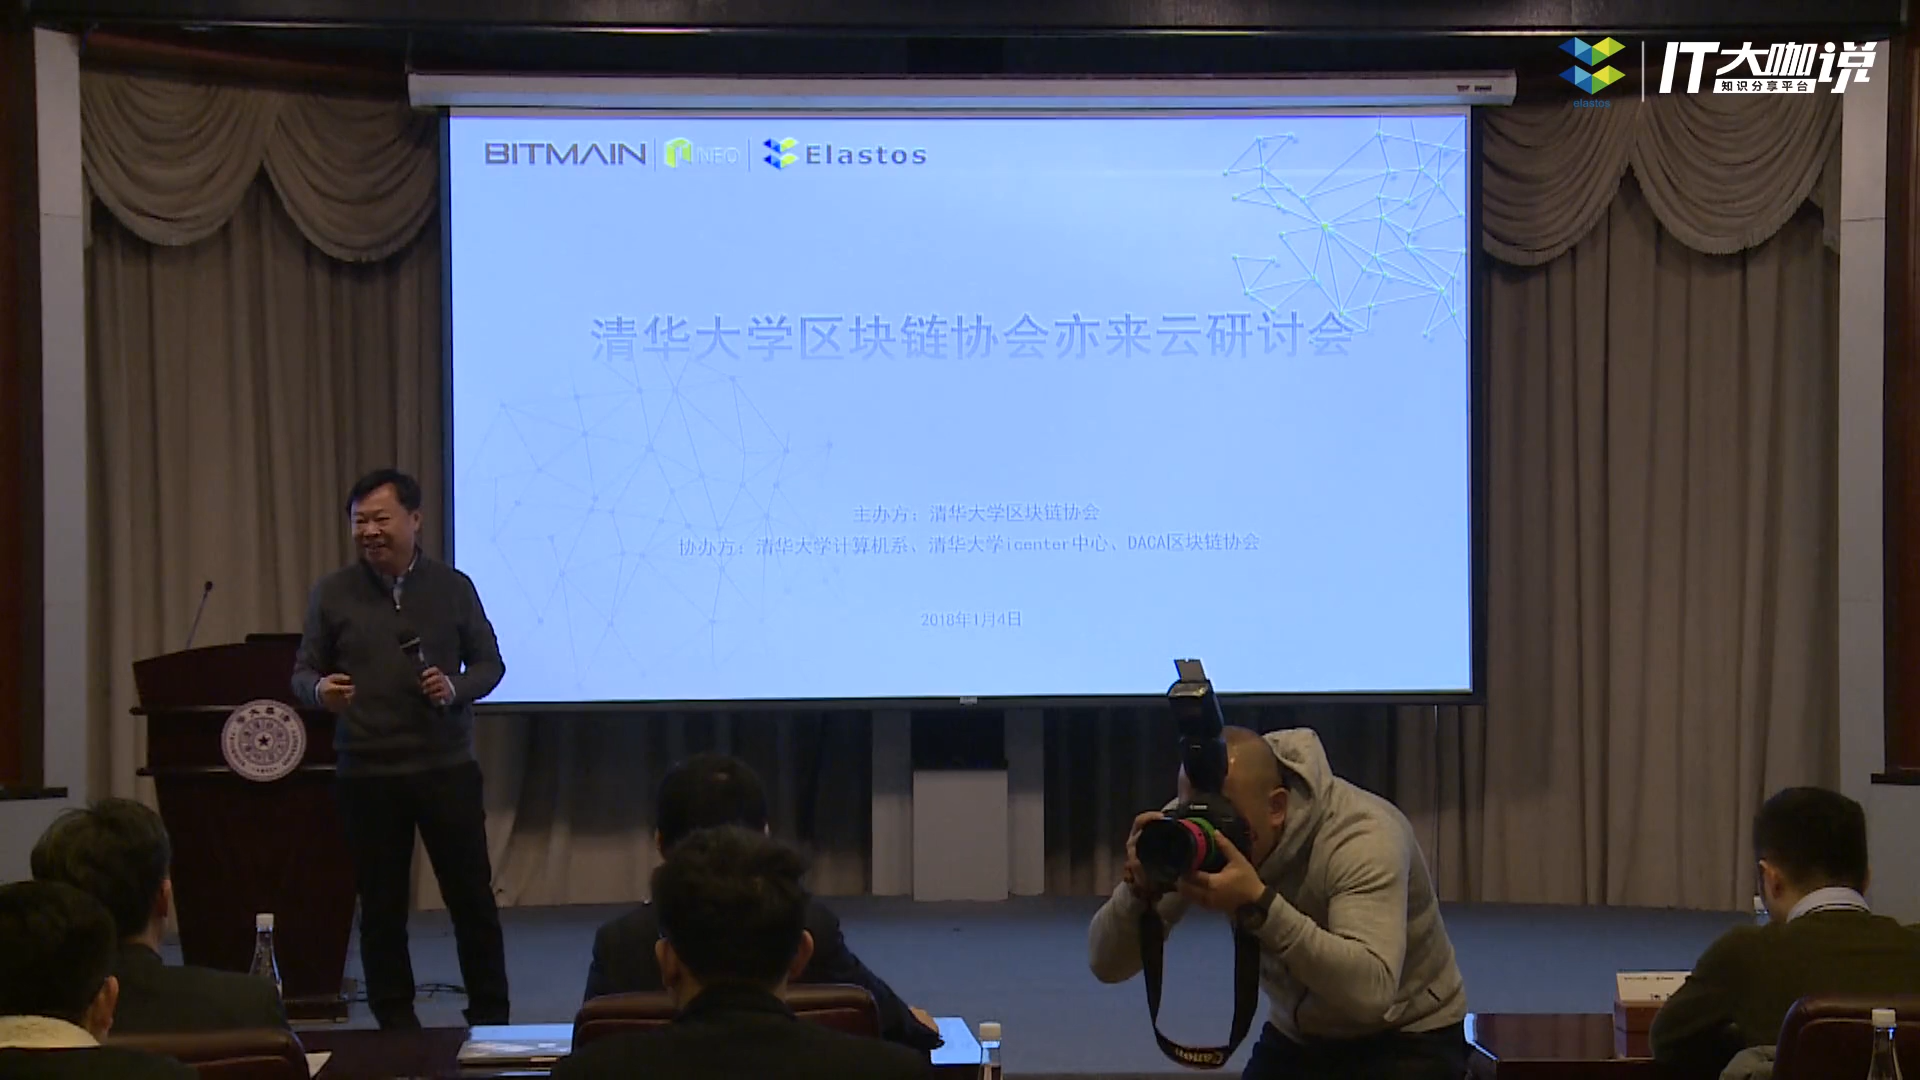 elastos
IT大咖说
知识分享平台
BITMAIN NEO Elastos
清华大学区块链协会亦来云研讨会
主办方：清华大学区块链协会
协办方：清华大学计算机系、清华大学icenter中心、DACA区块链协会
2018年1月4日
Canon